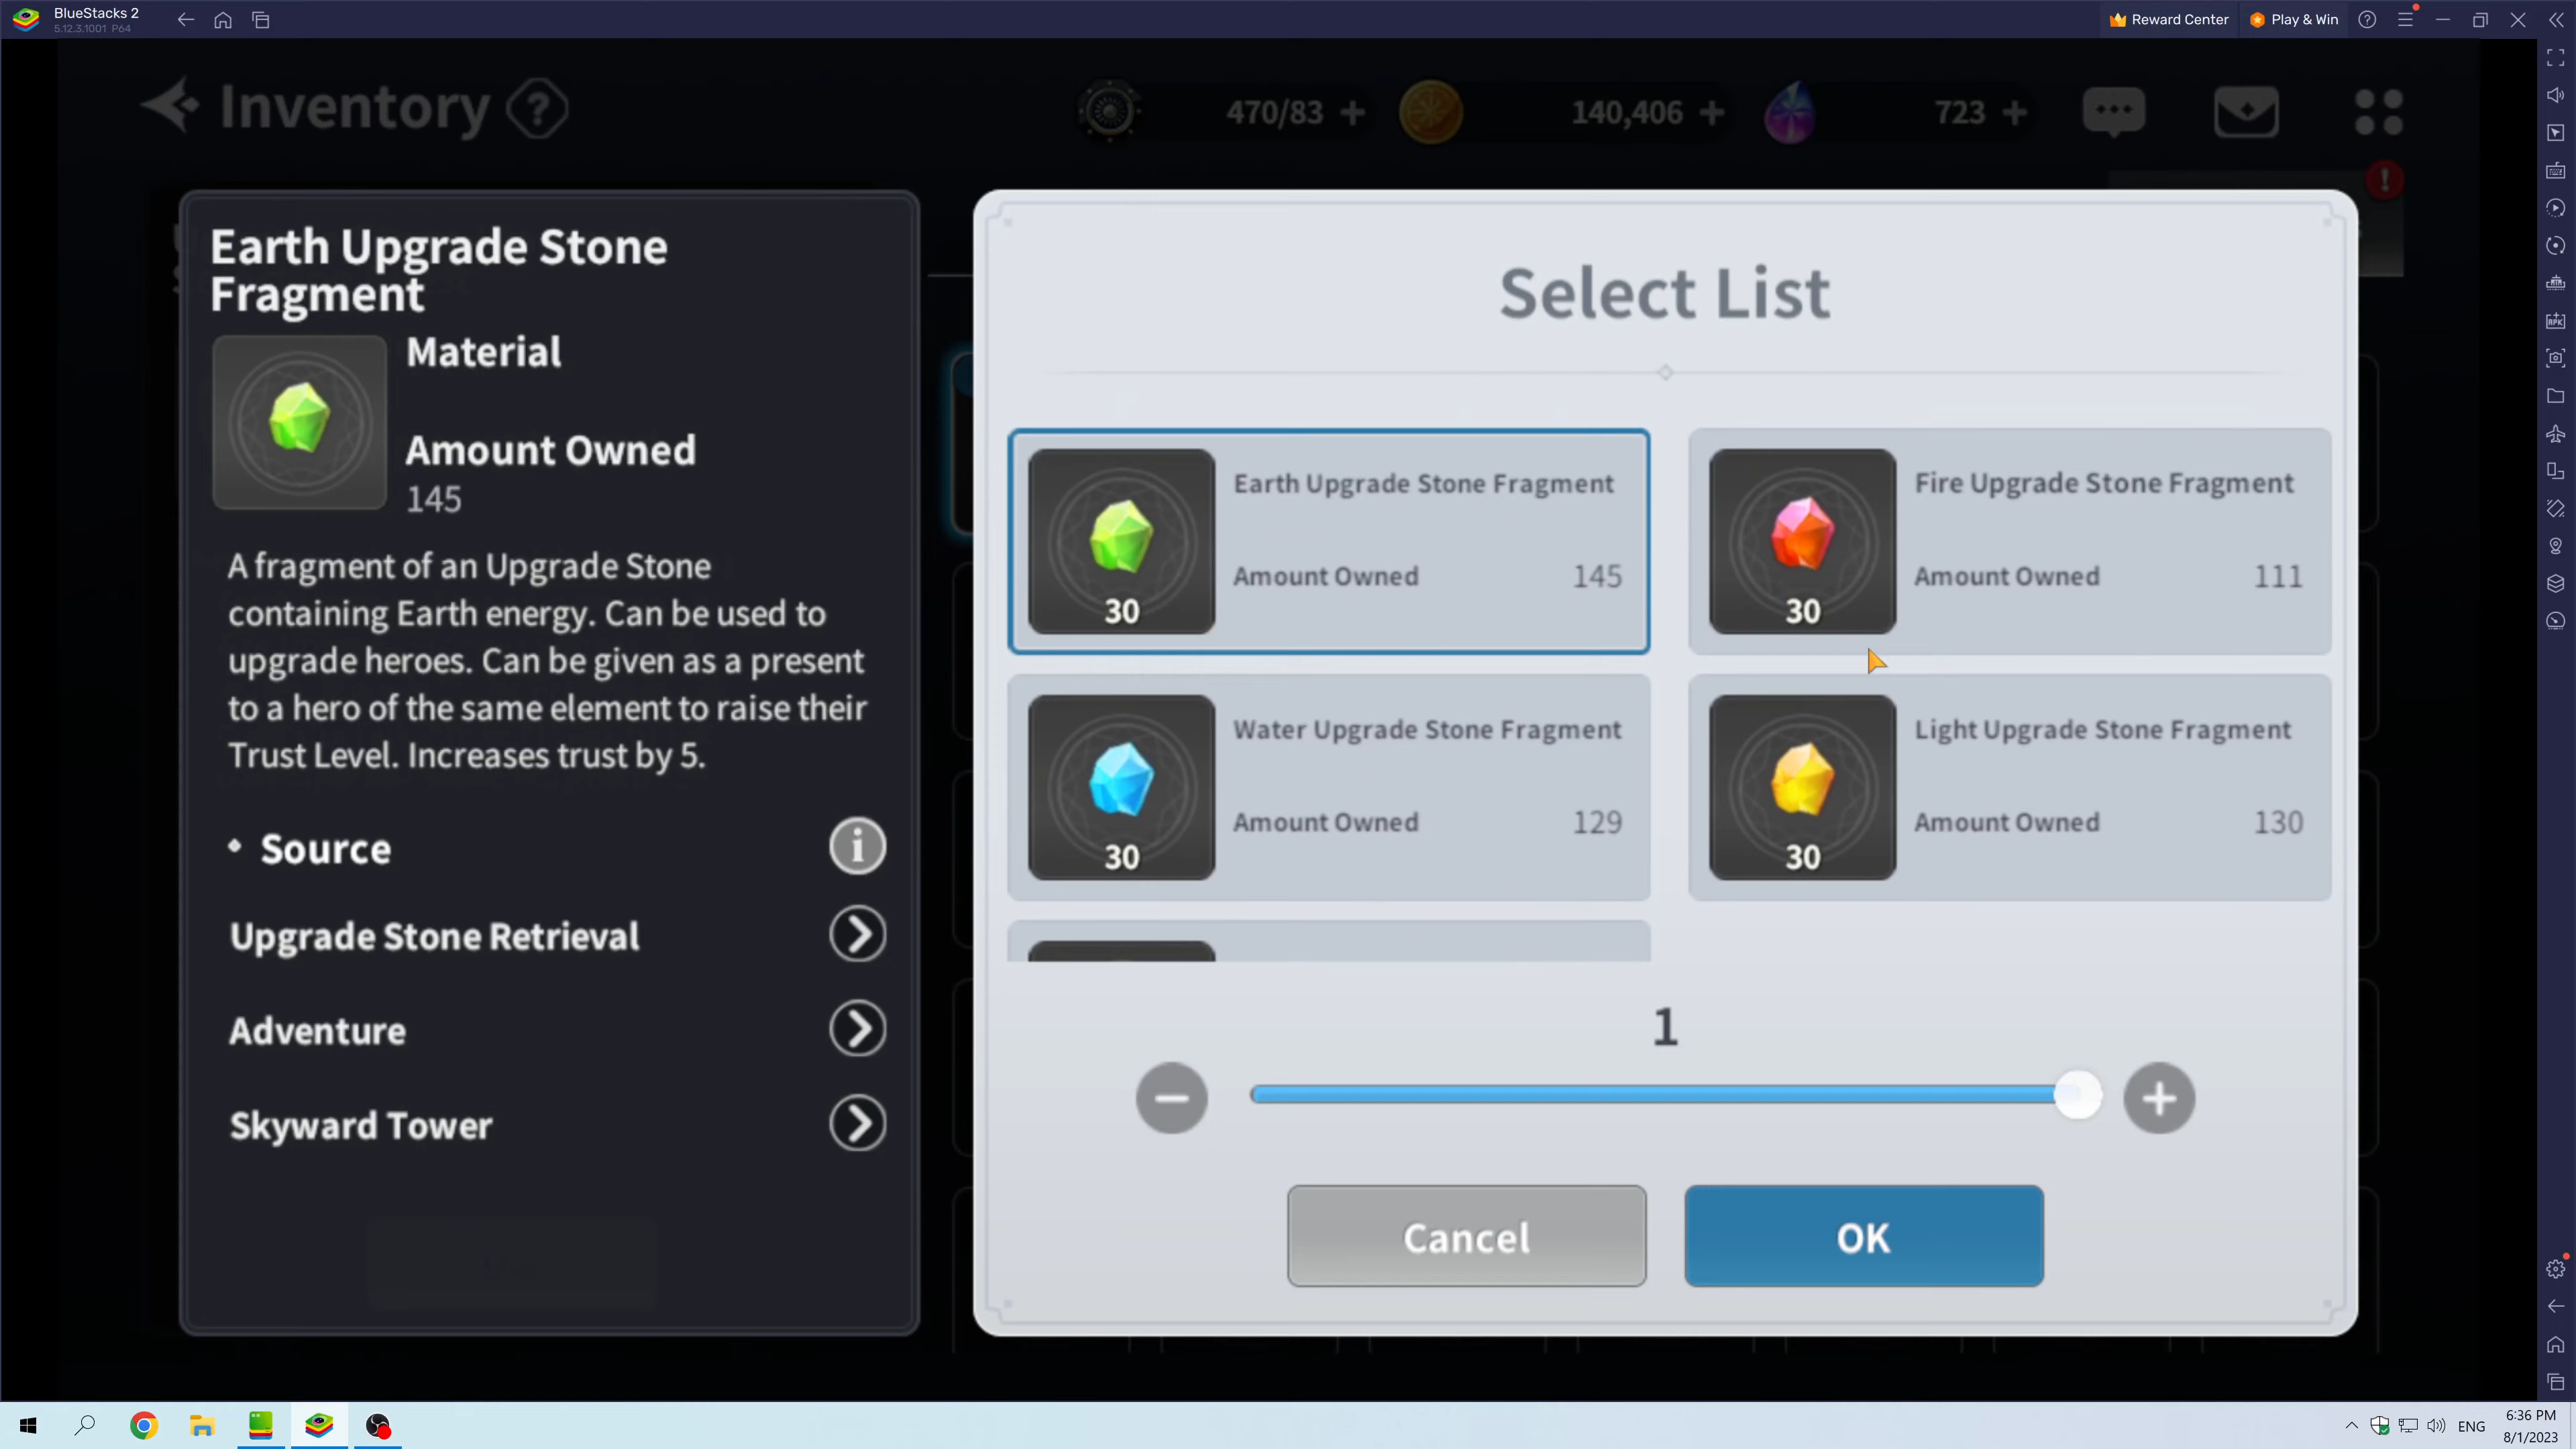 BlueStacks 2
5.12.3.1001 P64
Reward Center
Play & Win
Inventory ?
470/83 +
140,406 +
723 +
Earth Upgrade Stone
Fragment
Material
Amount Owned
145
A fragment of an Upgrade Stone
containing Earth energy. Can be used to
upgrade heroes. Can be given as a present
to a hero of the same element to raise their
Trust Level. Increases trust by 5.
Source
Upgrade Stone Retrieval
Adventure
Skyward Tower
Select List
Earth Upgrade Stone Fragment
Amount Owned 145
30
Fire Upgrade Stone Fragment
Amount Owned 111
30
Water Upgrade Stone Fragment
Amount Owned 129
30
Light Upgrade Stone Fragment
Amount Owned 130
30
1
Cancel
OK
ENG
6:36 PM
8/1/2023